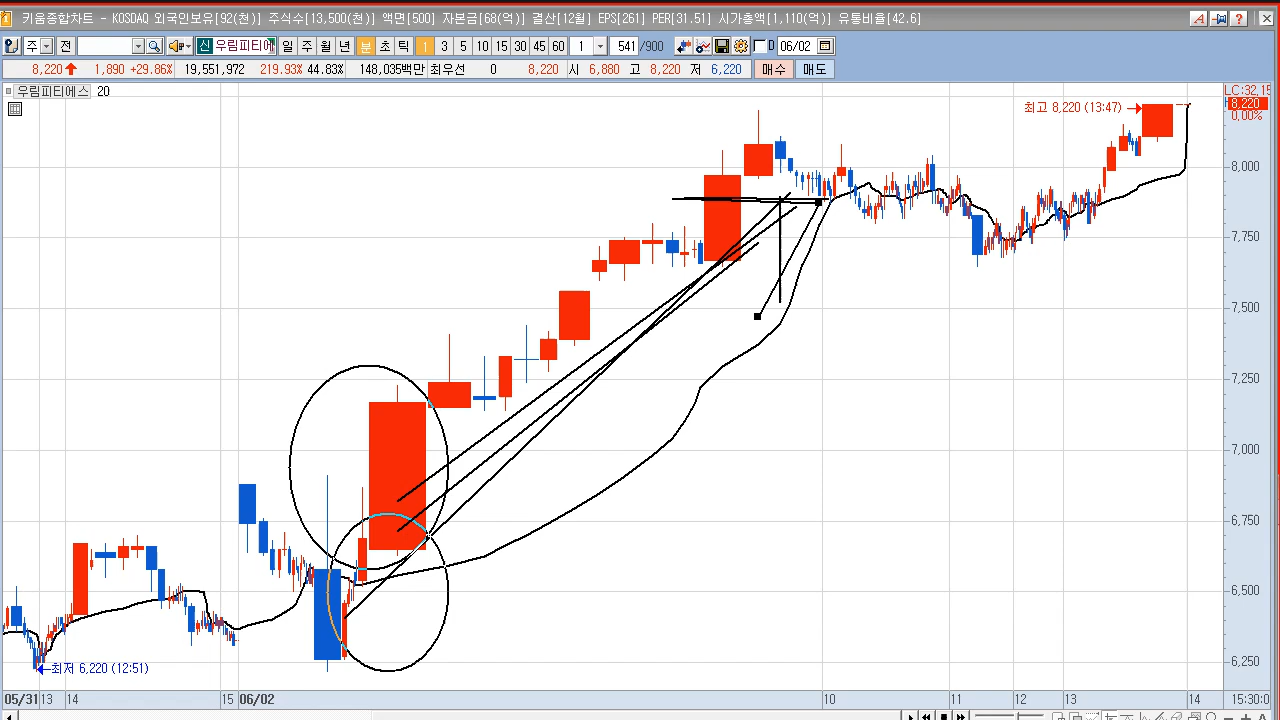 키움종합차트 - KOSDAQ 외국인보유[92(천)] 주식수[13,500(천)] 액면[500] 자본금[68(억)] 결산[12월] EPS[261] PER[31.51] 시가총액[1,110(억)] 유통비율[42.6]
주 전 신 우림피티에 일 주 월 년 분 초 틱 1 3 5 10 15 30 45 60 1 541 /900 D 06/02
8,220 1,890 +29.86% 19,551,972 219.93% 44.83% 148,035백만 최우선 0 8,220 시 6,880 고 8,220 저 6,220 매수 매도
우림피티에스 20
LC:32,15
최고 8,220 (13:47)
8,220
0,00%
8,000
7,750
7,500
7,250
7,000
6,750
6,500
6,250
최저 6,220 (12:51)
05/31 13 14 15 06/02 10 11 12 13 14 15:30:0